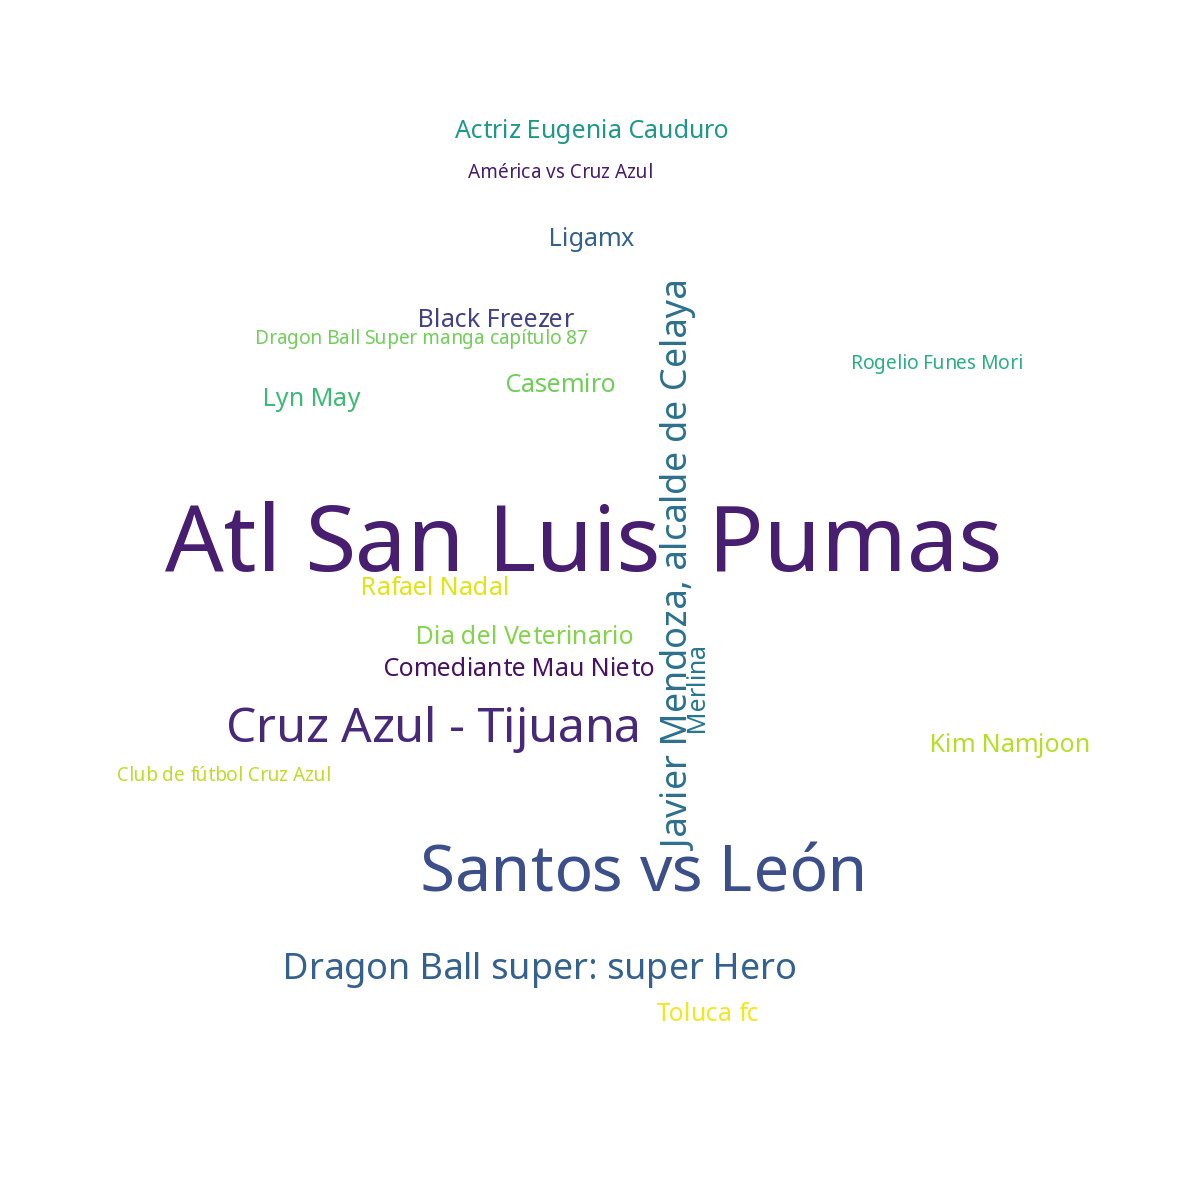 Actriz Eugenia Cauduro
América vs Cruz Azul
Ligamx
Black Freezer
Dragon Ball Super manga capítulo 87
Rogelio Funes Mori
Casemiro
Lyn May
Javier Mendoza, alcalde de Celaya
Atl San Luis Pumas
Rafael Nadal
Dia del Veterinario
Comediante Mau Nieto
Merlina
Cruz Azul - Tijuana
Kim Namjoon
Club de fútbol Cruz Azul
Santos vs León
Dragon Ball super: super Hero
Toluca fc